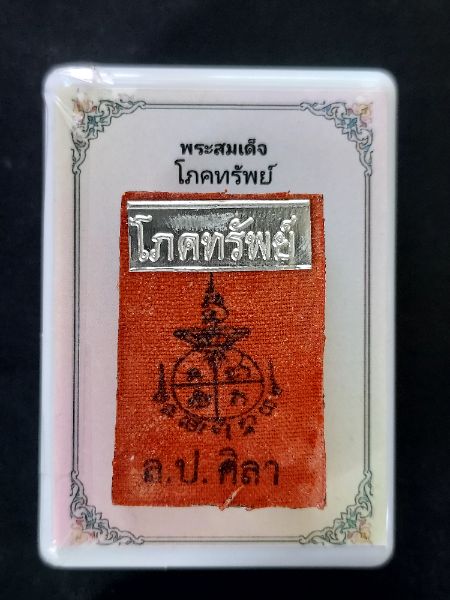 พระสมเด็จ
โภคทรัพย์
โภคทรัพย์
ล.ป. ศิลา